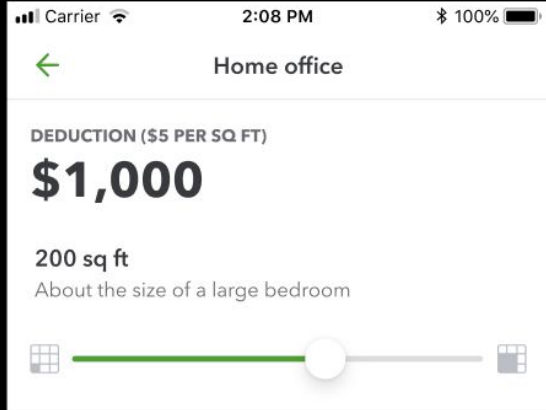 Carrier 2:08 PM 100%
Home office
DEDUCTION ($5 PER SQ FT)
$1,000
200 sq ft
About the size of a large bedroom